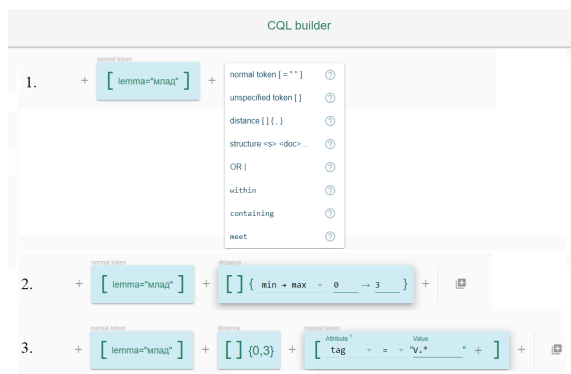 CQL builder
normal token
1. + [ lemma="млад" ] +
normal token [ = " " ] ?
unspecified token [ ] ?
distance [ ] { , } ?
structure <s> <doc>... ?
OR | ?
within ?
containing ?
meet ?
normal token distance
2. + [ lemma="млад" ] + [ ] { min → max 0 → 3 } +
normal token distance normal token
Attribute ? Value
3. + [ lemma="млад" ] + [ ] {0,3} + [ tag = "V.* " + ] +